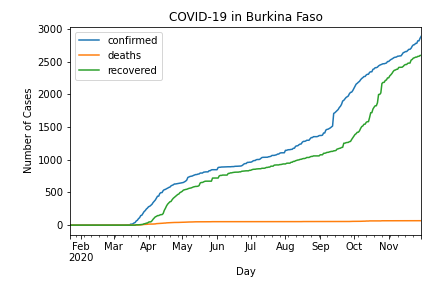 COVID-19 in Burkina Faso
3000
2500
2000
1500
1000
500
0
Number of Cases
confirmed
deaths
recovered
Feb Mar Apr May Jun Jul Aug Sep Oct Nov
2020
Day